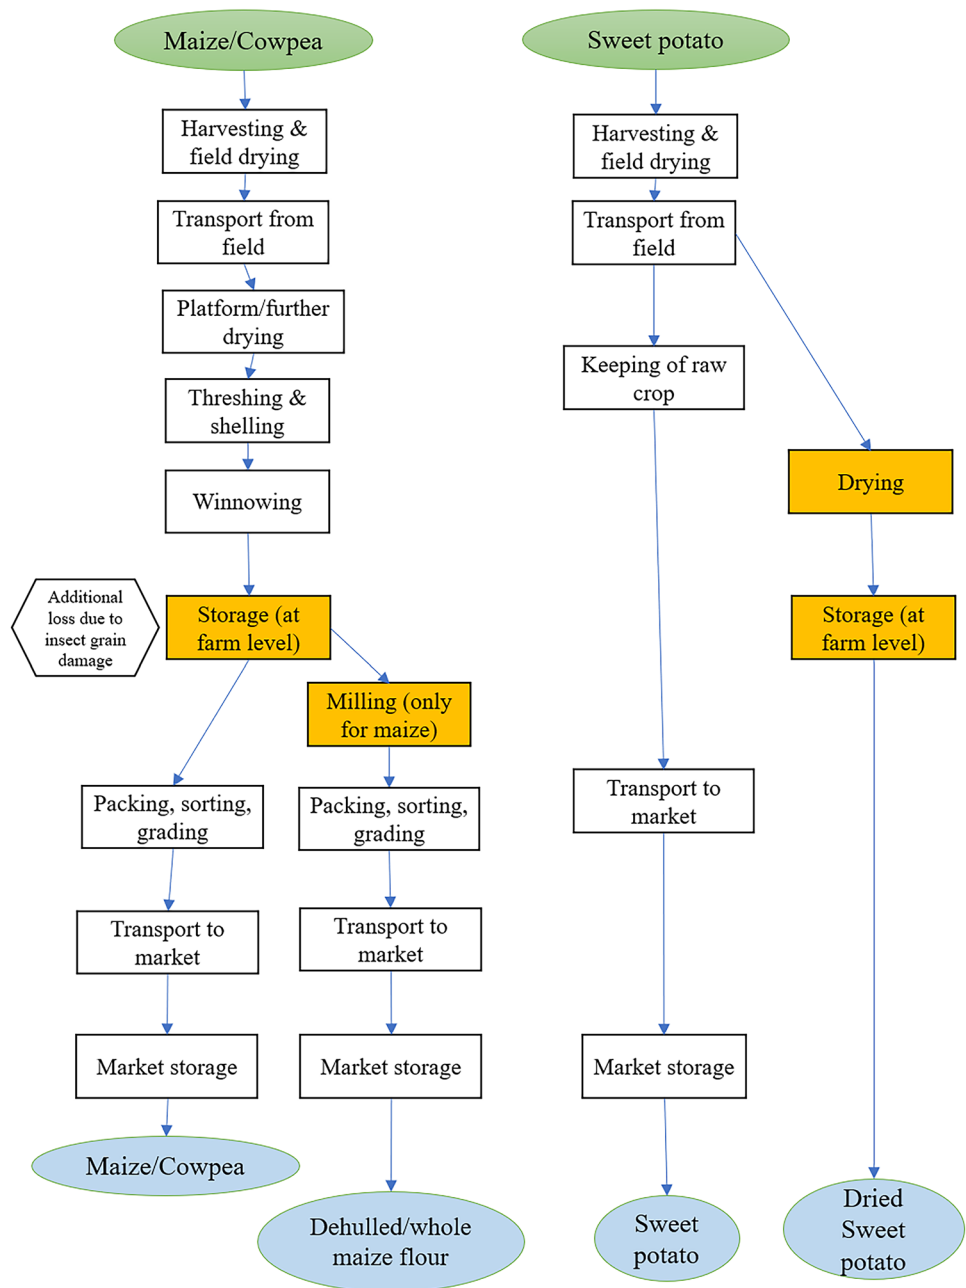 Maize/Cowpea
Harvesting &
field drying
Transport from
field
Platform/further
drying
Threshing &
shelling
Winnowing
Additional
loss due to
insect grain
damage
Storage (at
farm level)
Milling (only
for maize)
Packing, sorting,
grading
Transport to
market
Market storage
Maize/Cowpea
Packing, sorting,
grading
Transport to
market
Market storage
Dehulled/whole
maize flour
Sweet potato
Harvesting &
field drying
Transport from
field
Keeping of raw
crop
Transport to
market
Market storage
Sweet
potato
Drying
Storage (at
farm level)
Dried
Sweet
potato